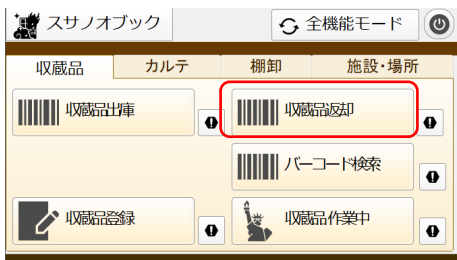 スサノオブック
全機能モード
収蔵品
カルテ
棚卸
施設・場所
収蔵品出庫
収蔵品返却
バーコード検索
収蔵品登録
収蔵品作業中